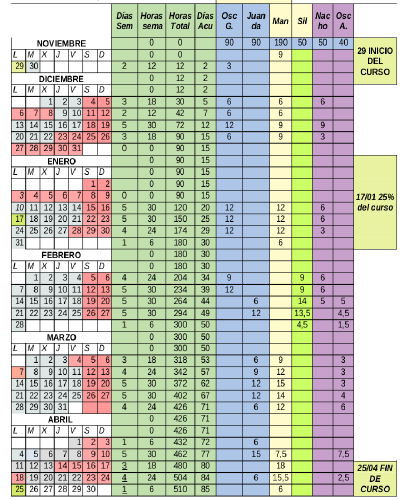 Días Sem Horas sema Horas Total Días Acu Osc G. Juan da Man Sil Nac ho Osc A.
NOVIEMBRE 0 0 90 90 190 50 50 40
L M X J V S D 0 0 9
29 30 2 12 12 2 3
29 INICIO
DEL
CURSO
DICIEMBRE 0 12 2
L M X J V S D 0 12 2
1 2 3 4 5 3 18 30 5 6 6 6
6 7 8 9 10 11 12 2 12 42 7 6 6
13 14 15 16 17 18 19 5 30 72 12 12 9 9
20 21 22 23 24 25 26 3 18 90 15 6 9 3
27 28 29 30 31 0 0 90 15
ENERO 0 90 15
L M X J V S D 0 90 15
1 2 0 90 15
3 4 5 6 7 8 9 0 0 90 15
10 11 12 13 14 15 16 5 30 120 20 12 12 6
17 18 19 20 21 22 23 5 30 150 25 12 12 6
24 25 26 27 28 29 30 4 24 174 29 12 12 3
31 1 6 180 30 6
17/01 25%
del curso
FEBRERO 0 180 30
L M X J V S D 0 180 30
1 2 3 4 5 6 4 24 204 34 9 9 6
7 8 9 10 11 12 13 5 30 234 39 12 9 6
14 15 16 17 18 19 20 5 30 264 44 6 14 5 5
21 22 23 24 25 26 27 5 30 294 49 12 13,5 4,5
28 1 6 300 50 4,5 1,5
MARZO 0 300 50
L M X J V S D 0 300 50
1 2 3 4 5 6 3 18 318 53 6 9 3
7 8 9 10 11 12 13 4 24 342 57 9 12 3
14 15 16 17 18 19 20 5 30 372 62 12 15 3
21 22 23 24 25 26 27 5 30 402 67 12 14 4
28 29 30 31 4 24 426 71 6 12 6
ABRIL 0 426 71
L M X J V S D 0 426 71
1 2 3 1 6 432 72 6
4 5 6 7 8 9 10 5 30 462 77 15 7,5 7,5
11 12 13 14 15 16 17 3 18 480 80 18
18 19 20 21 22 23 24 4 24 504 84 6 15,5 2,5
25 26 27 28 29 30 1 6 510 85 6
25/04 FIN
DE
CURSO